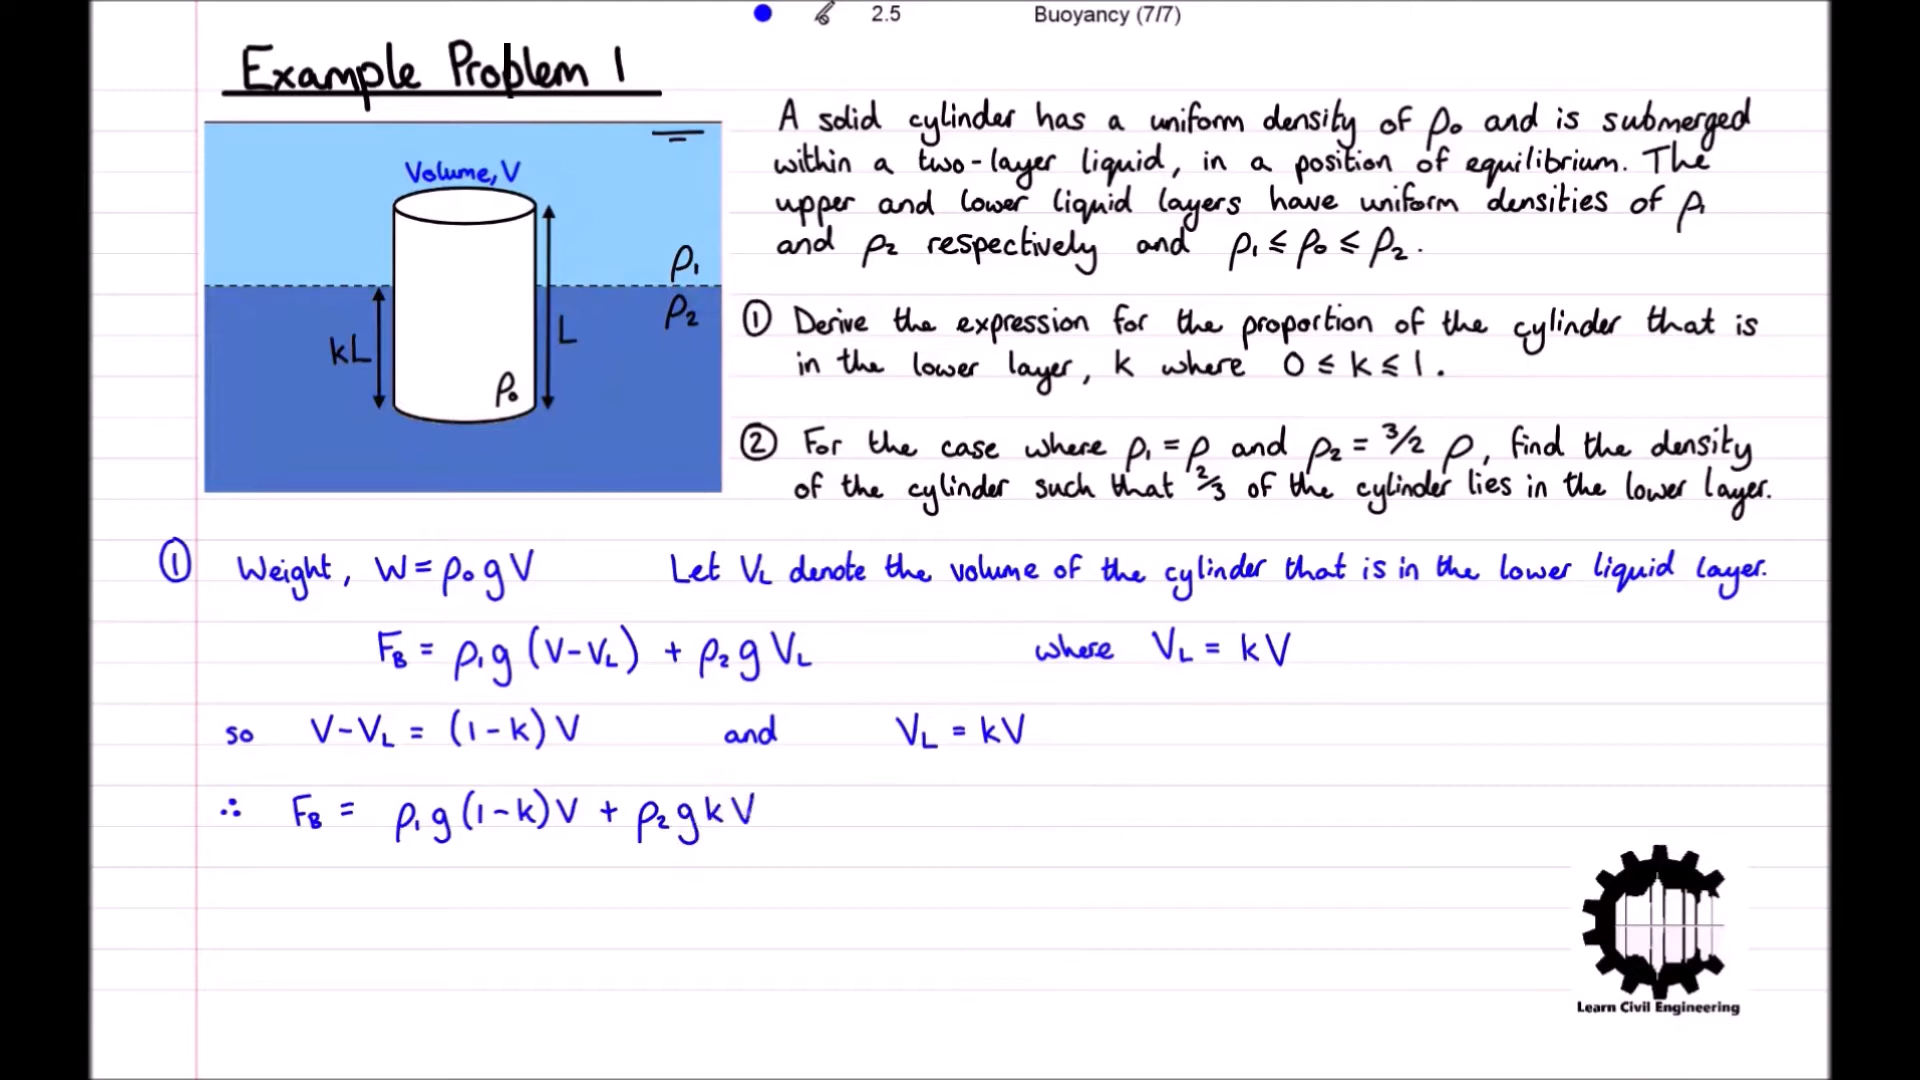 2.5 Buoyancy (7/7)
Example Problem 1
Volume, V
ρ₁
ρ₂
kL
L
ρ₀
A solid cylinder has a uniform density of ρ₀ and is submerged
within a two-layer liquid, in a position of equilibrium. The
upper and lower liquid layers have uniform densities of ρ₁
and ρ₂ respectively and ρ₁ ≤ ρ₀ ≤ ρ₂.
① Derive the expression for the proportion of the cylinder that is
in the lower layer, k where 0 ≤ k ≤ 1.
② For the case where ρ₁ = ρ and ρ₂ = 3/2 ρ, find the density
of the cylinder such that 2/3 of the cylinder lies in the lower layer.
① Weight, W = ρ₀gV Let V_L denote the volume of the cylinder that is in the lower liquid layer.
F_B = ρ₁g(V-V_L) + ρ₂gV_L where V_L = kV
so V-V_L = (1-k)V and V_L = kV
∴ F_B = ρ₁g(1-k)V + ρ₂gkV
Learn Civil Engineering